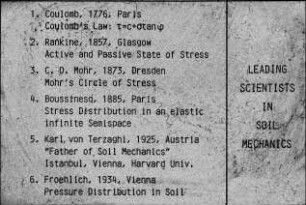 1. Coulomb, 1776, Paris
Coulomb's Law: τ=c+σtanφ
2. Rankine, 1857, Glasgow
Active and Passive State of Stress
3. C. O. Mohr, 1873, Dresden
Mohr's Circle of Stress
4. Boussinesq, 1885, Paris
Stress Distribution in an elastic
infinite Semispace
5. Karl von Terzaghi, 1925, Austria
"Father of Soil Mechanics"
Istanbul, Vienna, Harvard Univ.
6. Froehlich, 1934, Vienna
Pressure Distribution in Soil
LEADING
SCIENTISTS
IN
SOIL
MECHANICS